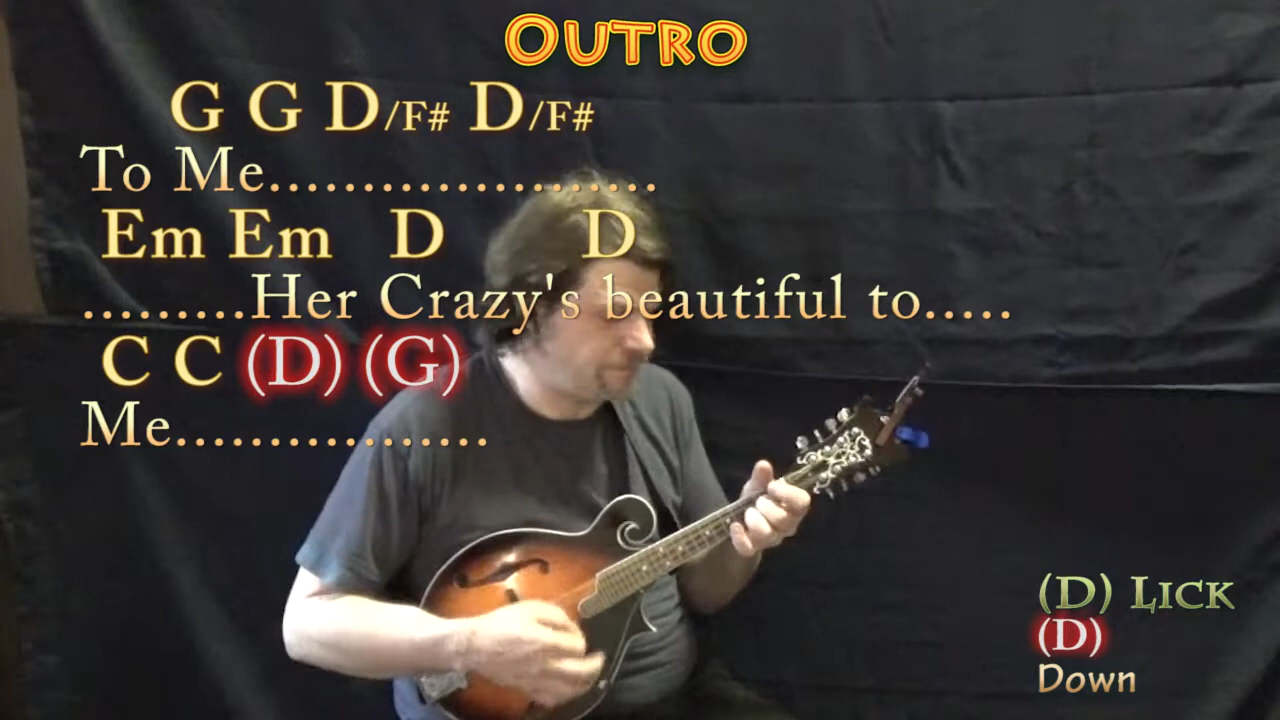 OUTRO
G G D/F# D/F#
To Me.....................
Em Em D D
.........Her Crazy's beautiful to.....
C C (D) (G)
Me.................
(D) LICK
(D)
Down